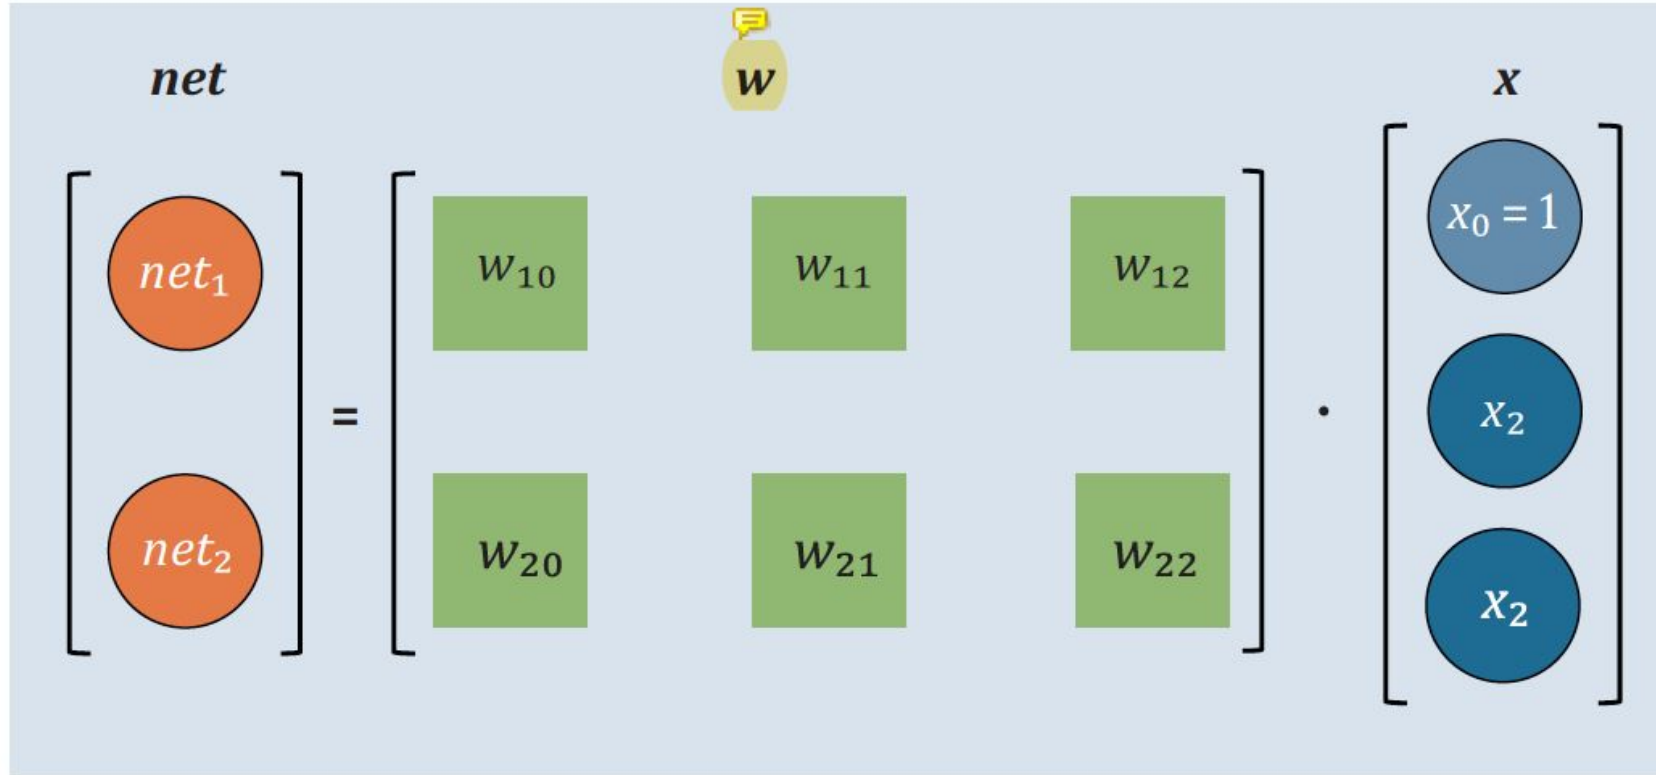 net w x
x₀ = 1
net₁ w₁₀ w₁₁ w₁₂
= · x₂
net₂ w₂₀ w₂₁ w₂₂
x₂